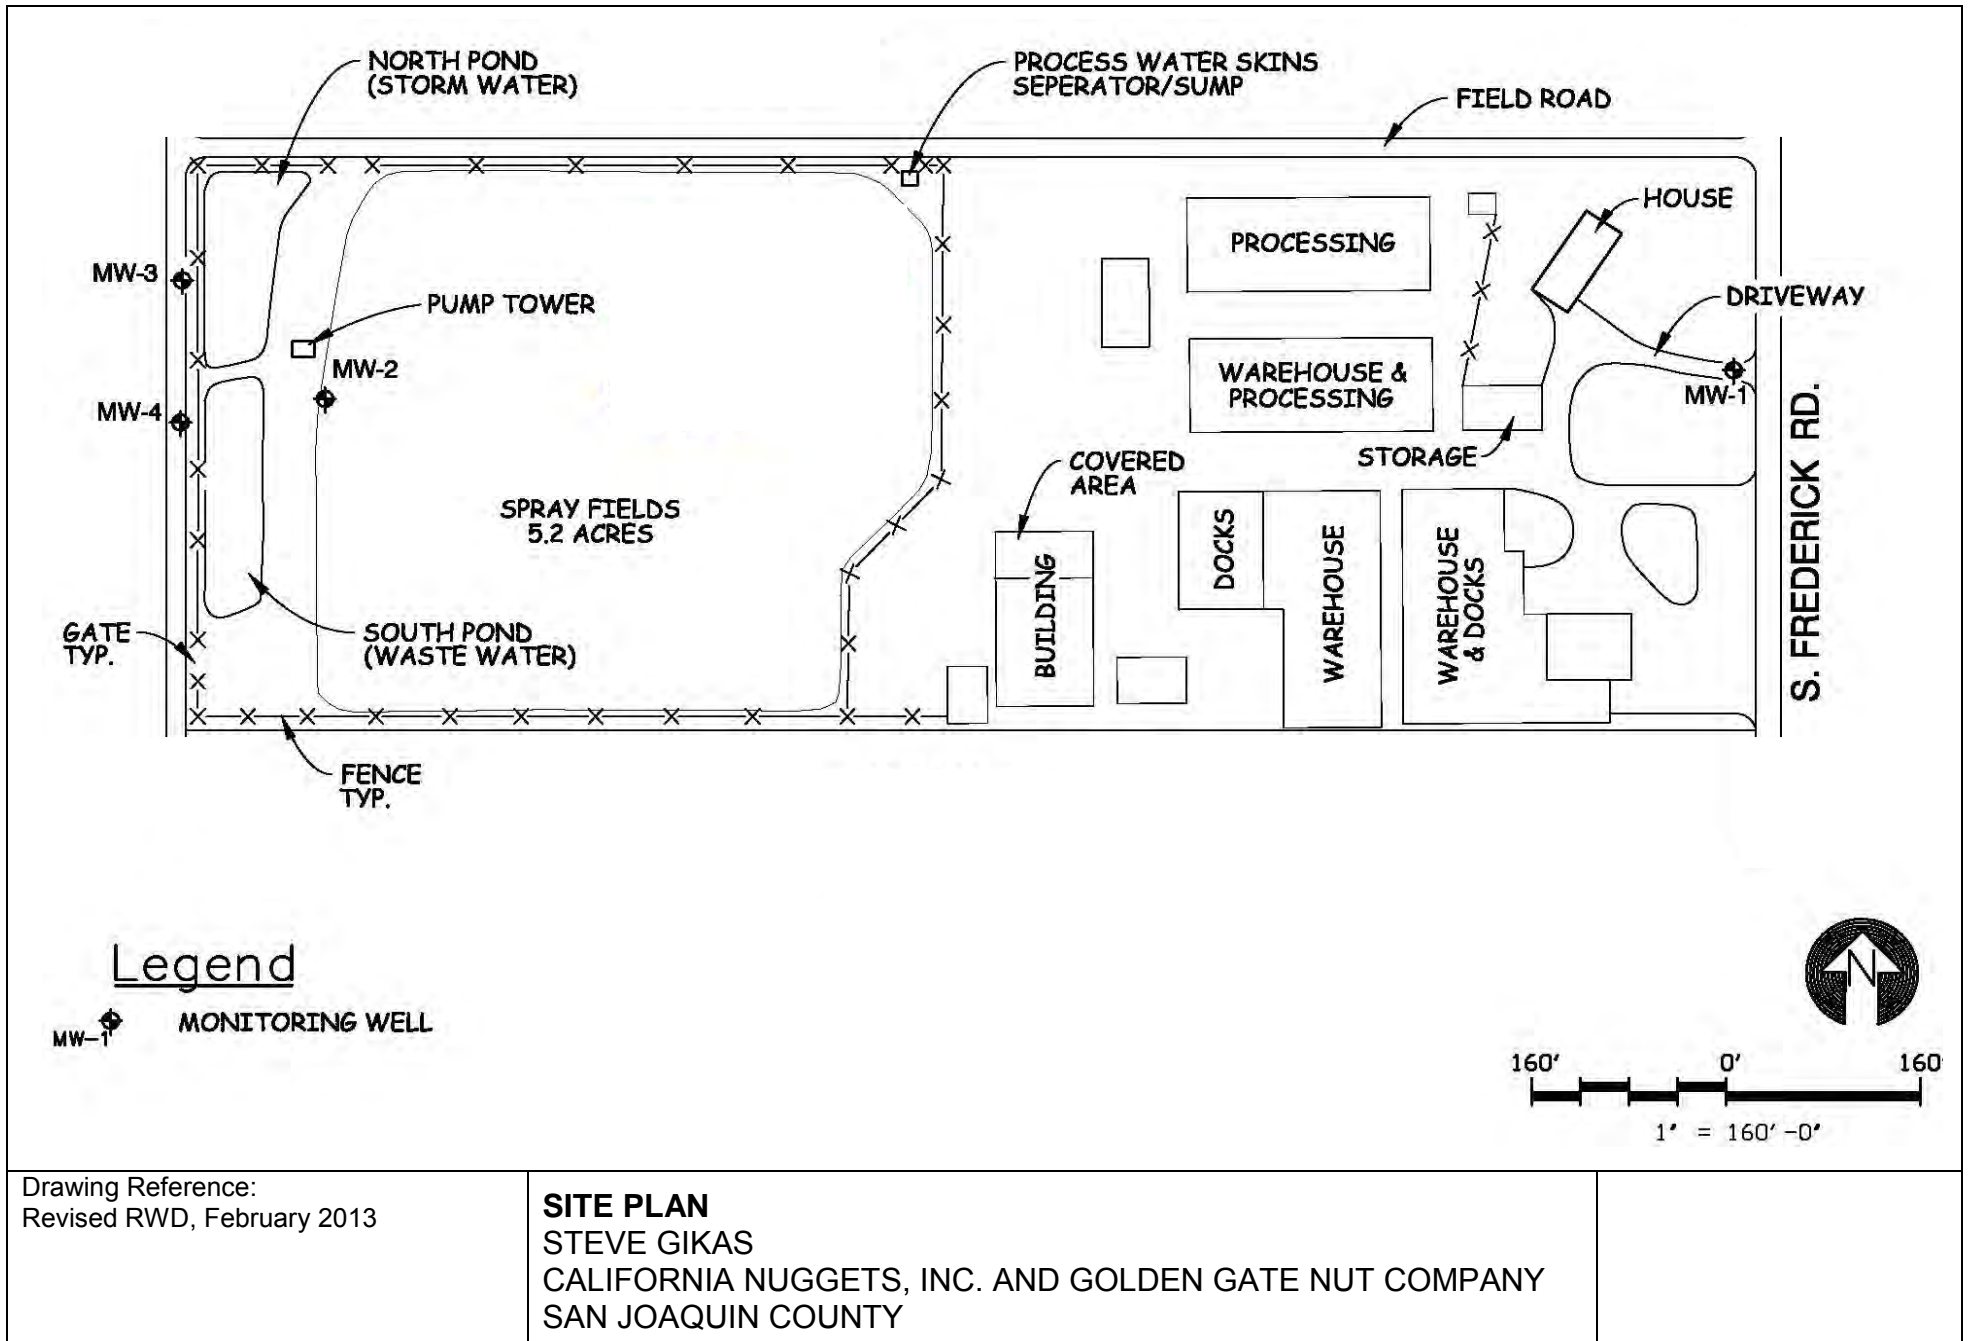 NORTH POND
(STORM WATER)
PROCESS WATER SKINS
SEPERATOR/SUMP
FIELD ROAD
HOUSE
PROCESSING
MW-3
PUMP TOWER
DRIVEWAY
MW-2
WAREHOUSE &
PROCESSING
MW-1
MW-4
STORAGE
COVERED
AREA
S. FREDERICK RD.
SPRAY FIELDS
5.2 ACRES
DOCKS
BUILDING
WAREHOUSE
WAREHOUSE
& DOCKS
GATE
TYP.
SOUTH POND
(WASTE WATER)
FENCE
TYP.
Legend
MW-1
MONITORING WELL
N
160' 0' 160'
1" = 160'-0"
Drawing Reference:
Revised RWD, February 2013
SITE PLAN
STEVE GIKAS
CALIFORNIA NUGGETS, INC. AND GOLDEN GATE NUT COMPANY
SAN JOAQUIN COUNTY